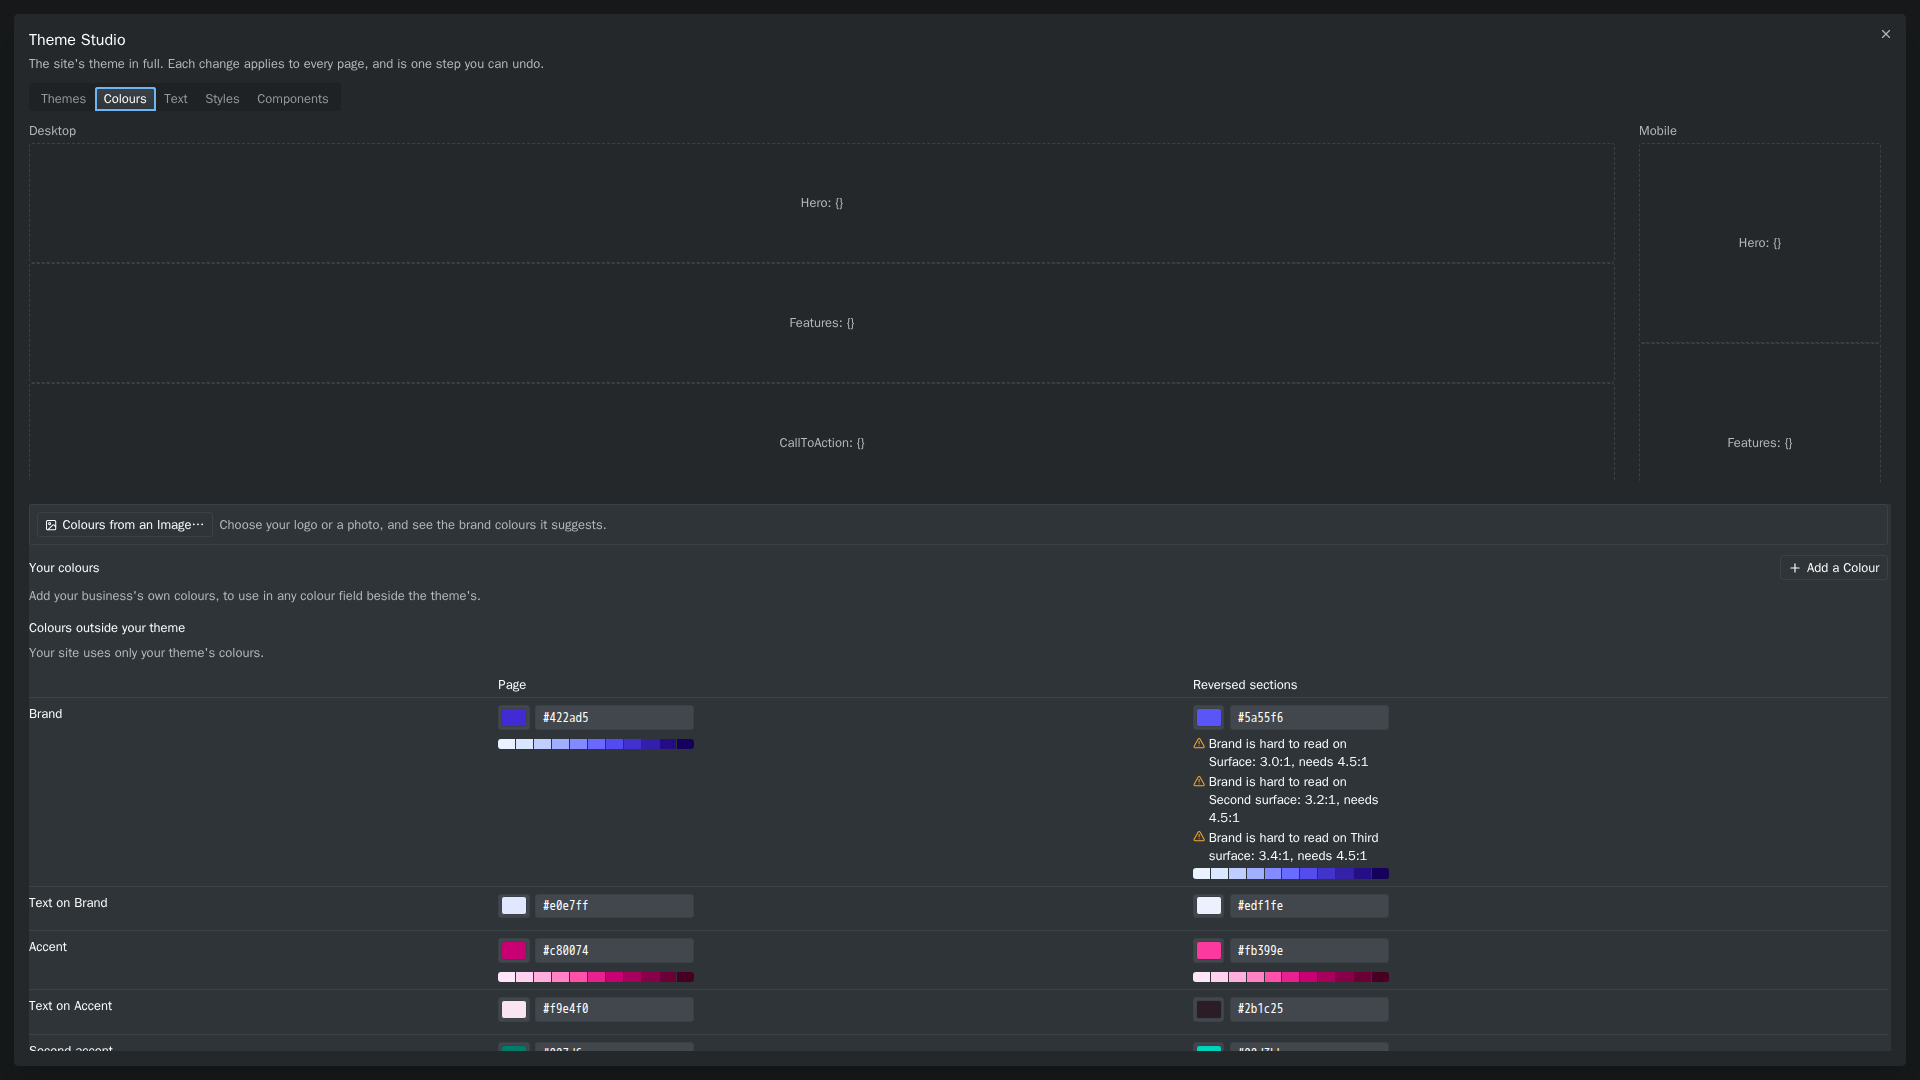 Theme Studio
The site's theme in full. Each change applies to every page, and is one step you can undo.
Themes Colours Text Styles Components
Desktop
Mobile
Hero: {}
Features: {}
CallToAction: {}
Hero: {}
Features: {}
Colours from an Image··· Choose your logo or a photo, and see the brand colours it suggests.
Your colours
+ Add a Colour
Add your business's own colours, to use in any colour field beside the theme's.
Colours outside your theme
Your site uses only your theme's colours.
Page Reversed sections
Brand #422ad5 #5a55f6
Brand is hard to read on
Surface: 3.0:1, needs 4.5:1
Brand is hard to read on
Second surface: 3.2:1, needs
4.5:1
Brand is hard to read on Third
surface: 3.4:1, needs 4.5:1
Text on Brand #e0e7ff #edf1fe
Accent #c80074 #fb399e
Text on Accent #f9e4f0 #2b1c25
Second accent